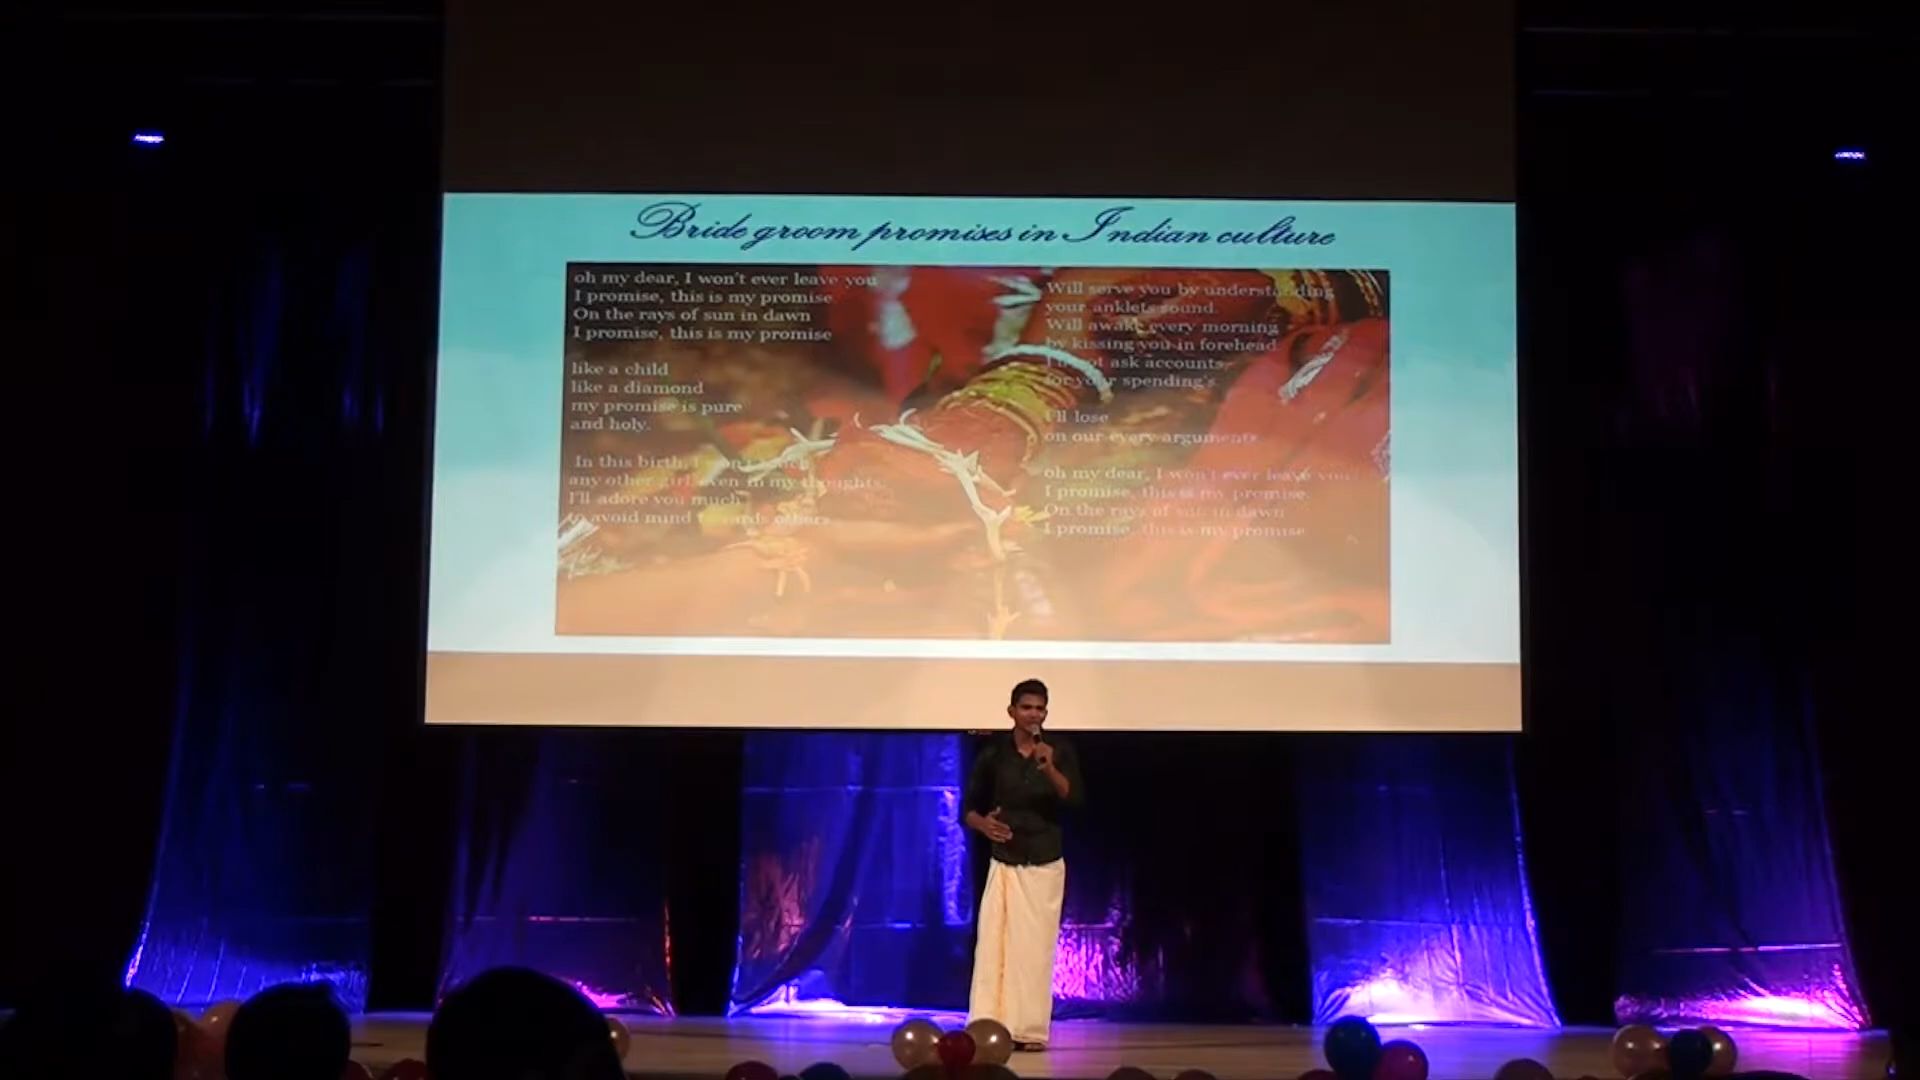 Bride groom promises in Indian culture
oh my dear, I won't ever leave you
I promise, this is my promise
On the rays of sun in dawn
I promise, this is my promise
like a child
like a diamond
my promise is pure
and holy.
In this birth, I won't
any other girl, even in my thoughts.
I'll adore you much
to avoid mind towards others.
Will serve you by understanding
your anklets sound.
Will awake every morning
by kissing you in forehead.
ask accounts
for your spending's.
I'll lose
on our every arguments.
oh my dear, I won't ever leave you
I promise, this is my promise.
On the rays of sun in dawn
I promise, this is my promise